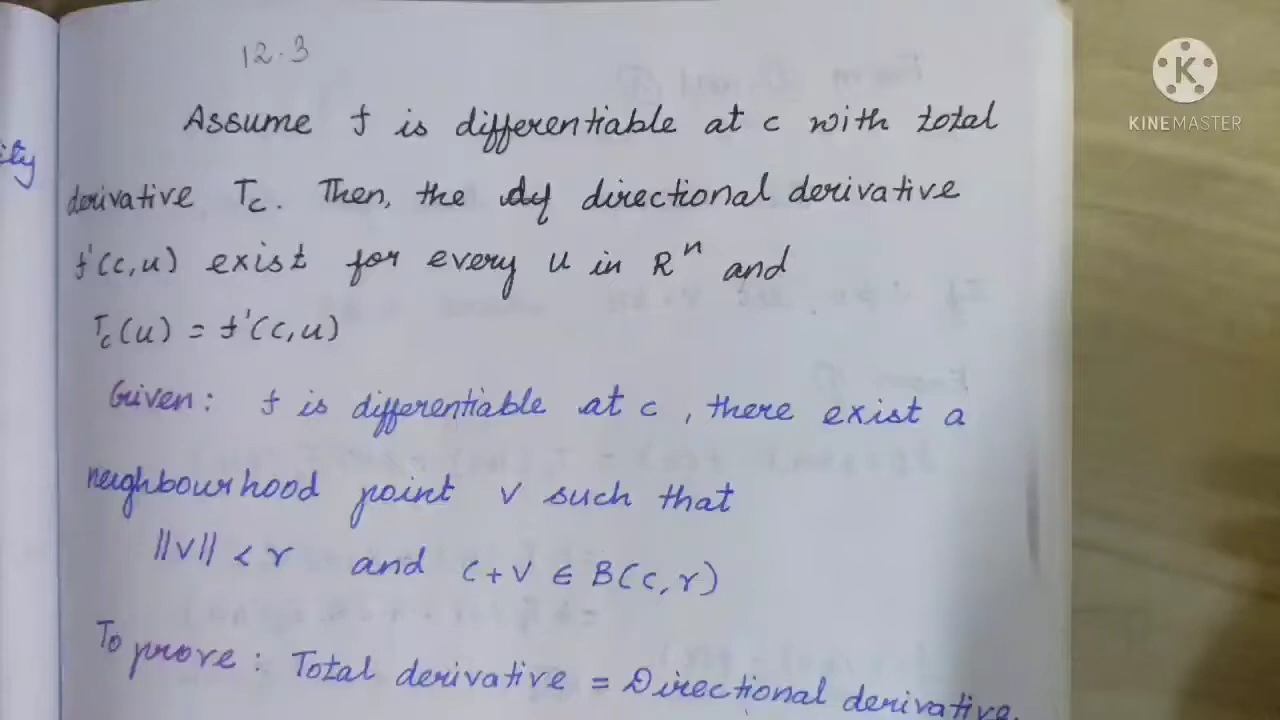 12.3
Assume f is differentiable at c with total
derivative Tc. Then, the directional derivative
f'(c,u) exist for every u in Rⁿ and
Tc(u) = f'(c,u)
Given: f is differentiable at c, there exist a
neighbourhood point v such that
||v|| < r and c+v ∈ B(c,r)
To prove: Total derivative = Directional derivative.
ity
K
KINEMASTER